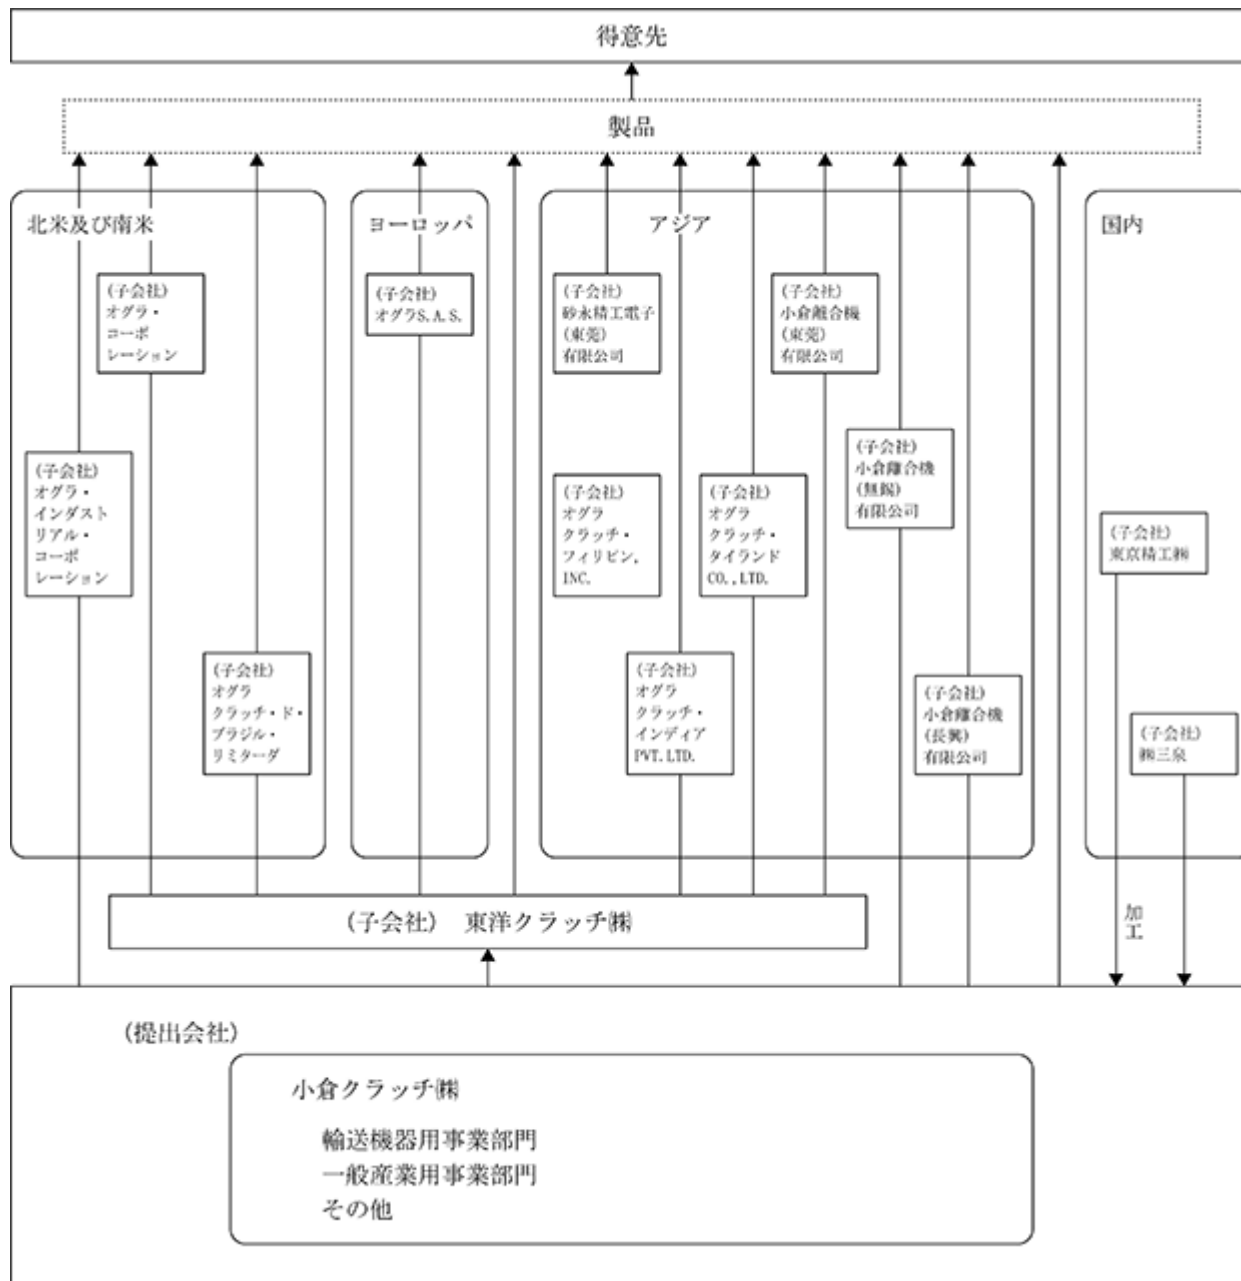 得意先
製品
北米及び南米
(子会社)
オグラ・
コーポ
レーション
(子会社)
オグラ・
インダスト
リアル・
コーポ
レーション
(子会社)
オグラ
クラッチ・ド・
ブラジル・
リミターダ
ヨーロッパ
(子会社)
オグラS.A.S.
アジア
(子会社)
砂永精工電子
(東莞)
有限公司
(子会社)
小倉離合機
(東莞)
有限公司
(子会社)
小倉離合機
(無錫)
有限公司
(子会社)
オグラ
クラッチ・
フィリピン,
INC.
(子会社)
オグラ
クラッチ・
タイランド
CO.,LTD.
(子会社)
オグラ
クラッチ・
インディア
PVT.LTD.
(子会社)
小倉離合機
(長興)
有限公司
国内
(子会社)
東京精工㈱
(子会社)
㈱三泉
加工
(子会社) 東洋クラッチ㈱
(提出会社)
小倉クラッチ㈱
輸送機器用事業部門
一般産業用事業部門
その他